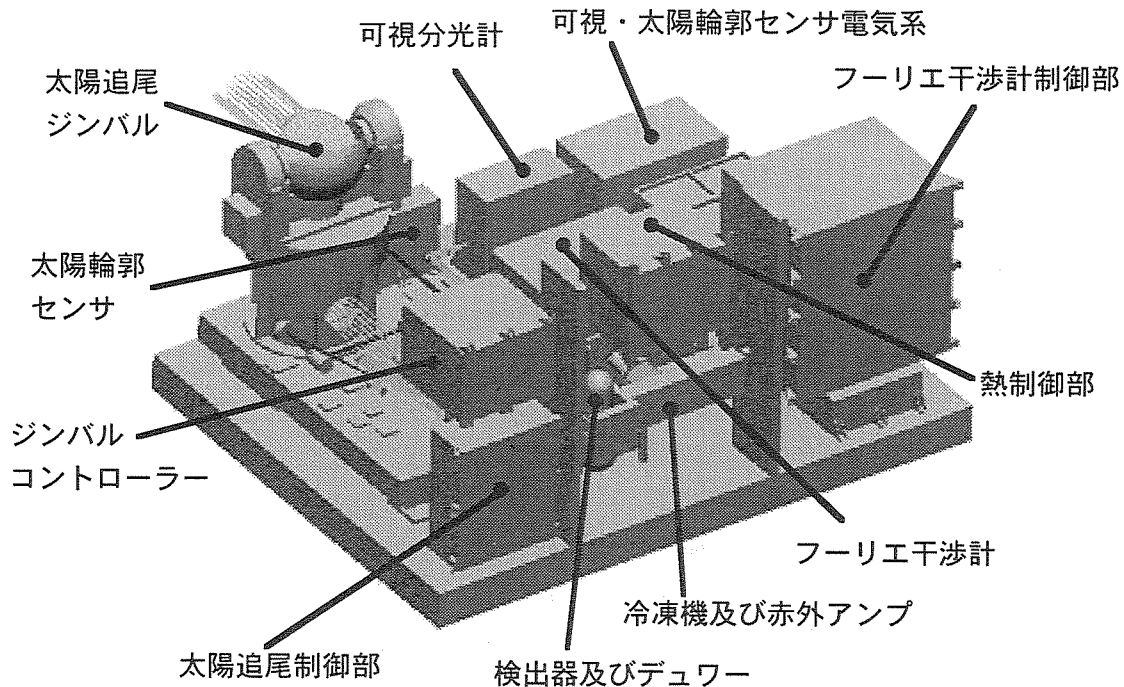 可視分光計
可視・太陽輪郭センサ電気系
太陽追尾
ジンバル
フーリエ干渉計制御部
太陽輪郭
センサ
熱制御部
ジンバル
コントローラー
フーリエ干渉計
冷凍機及び赤外アンプ
太陽追尾制御部
検出器及びデュワー